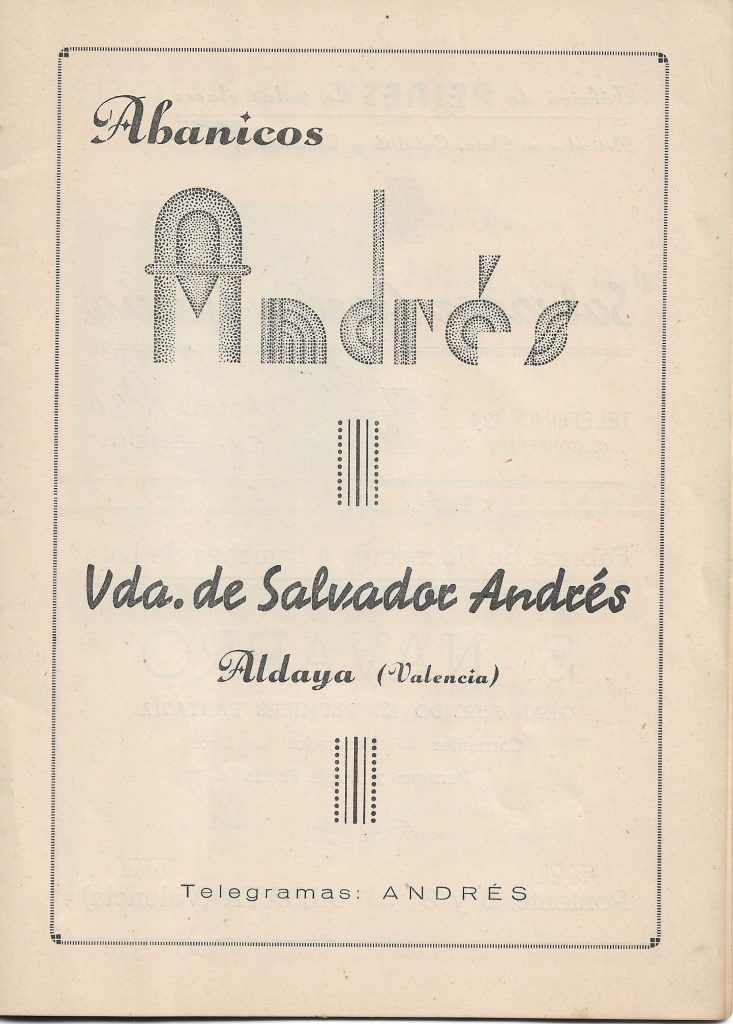 Abanicos
Andrés
Vda. de Salvador Andrés
Aldaya (Valencia)
Telegramas: ANDRÉS